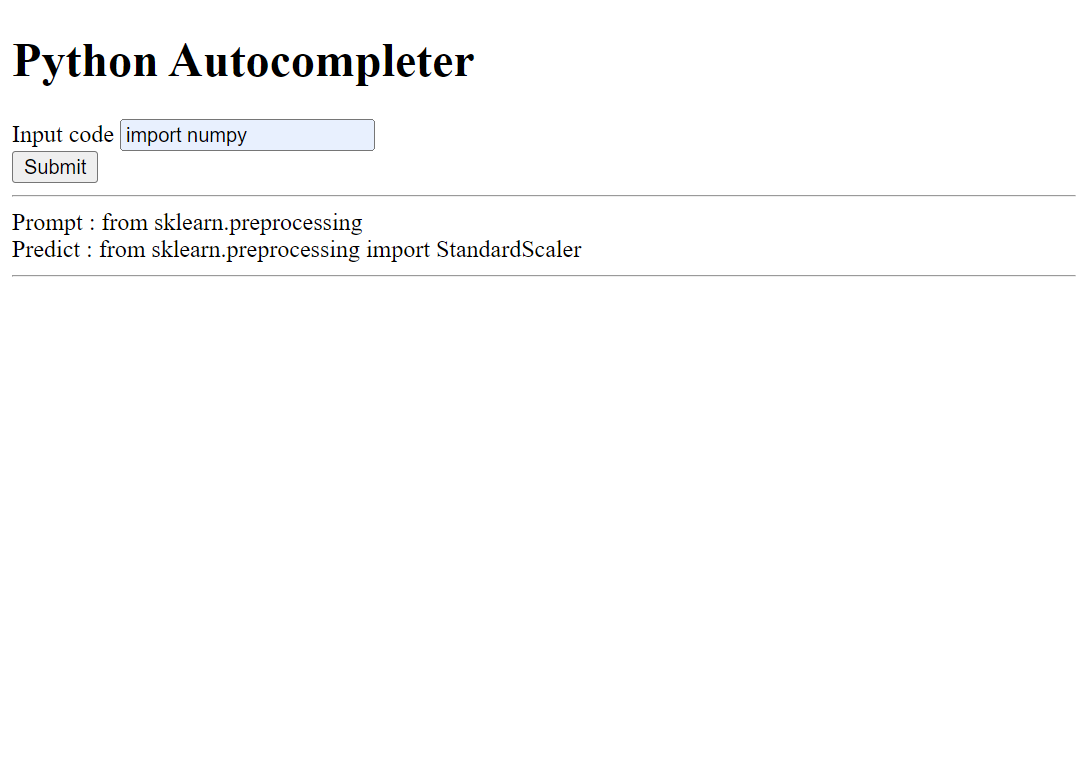 Python Autocompleter
Input code import numpy
Submit
Prompt : from sklearn.preprocessing
Predict : from sklearn.preprocessing import StandardScaler